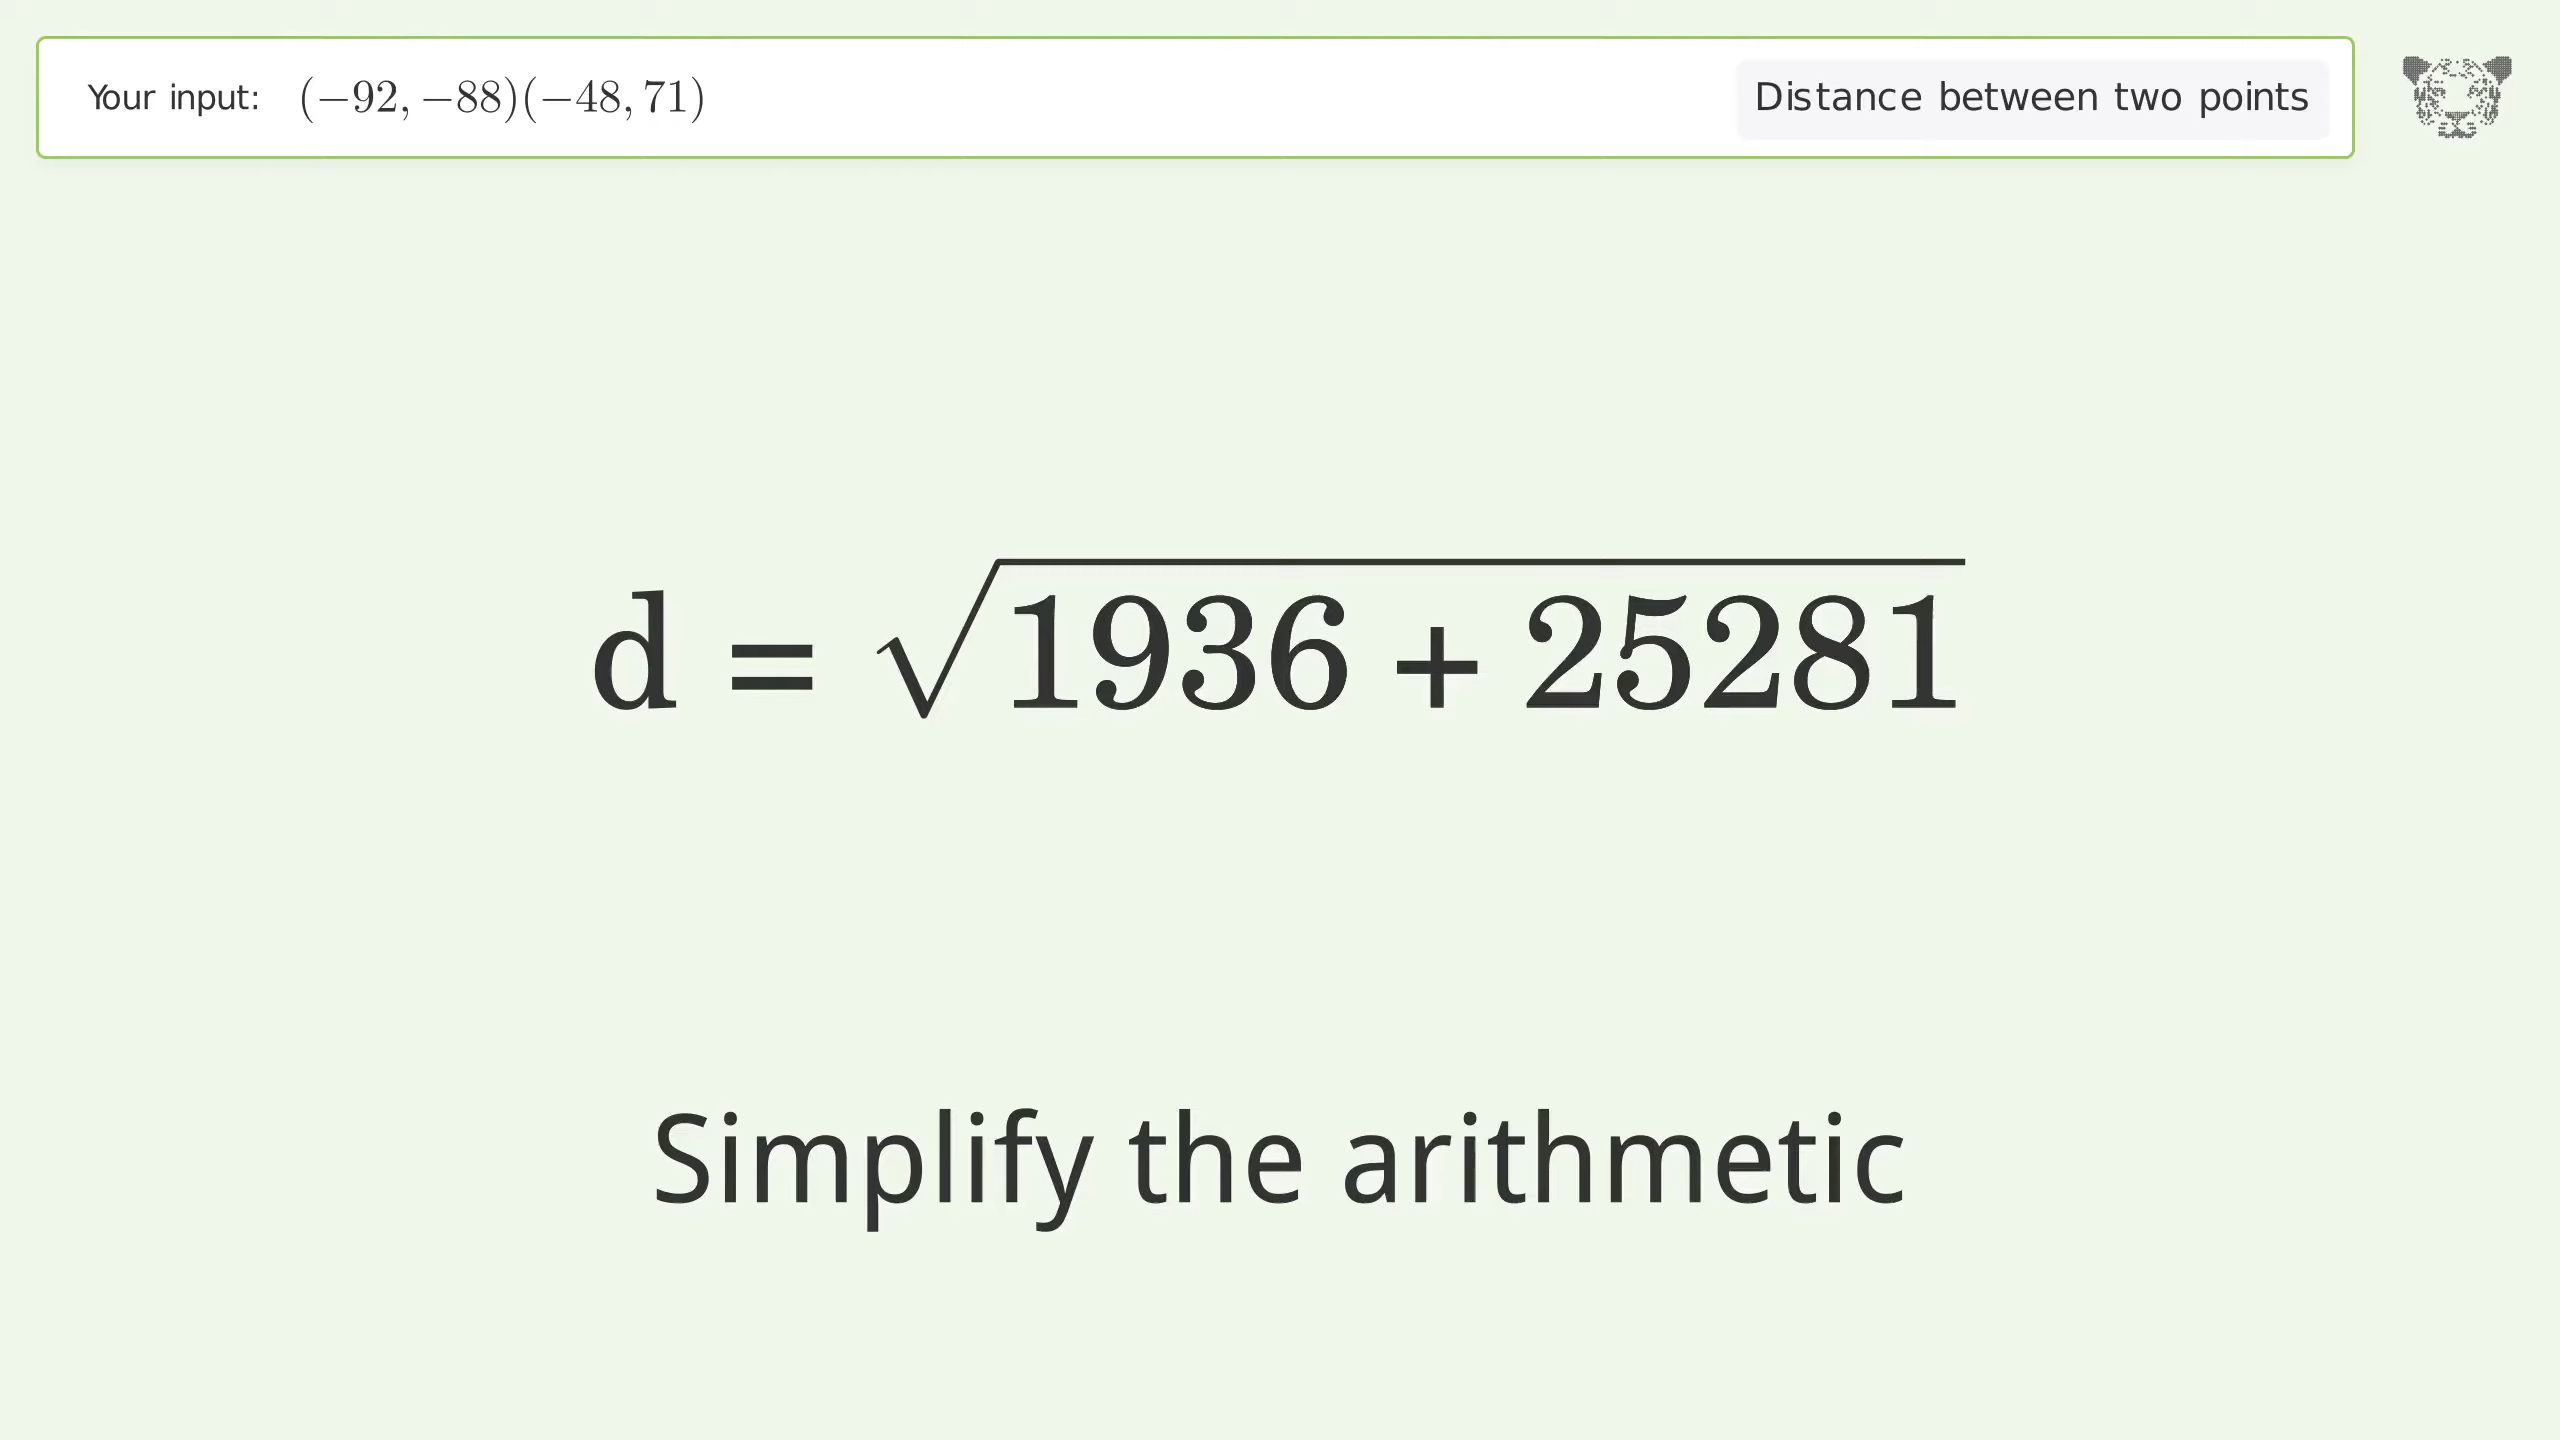 Your input: (−92, −88)(−48, 71)
Distance between two points
d = √1936 + 25281
Simplify the arithmetic